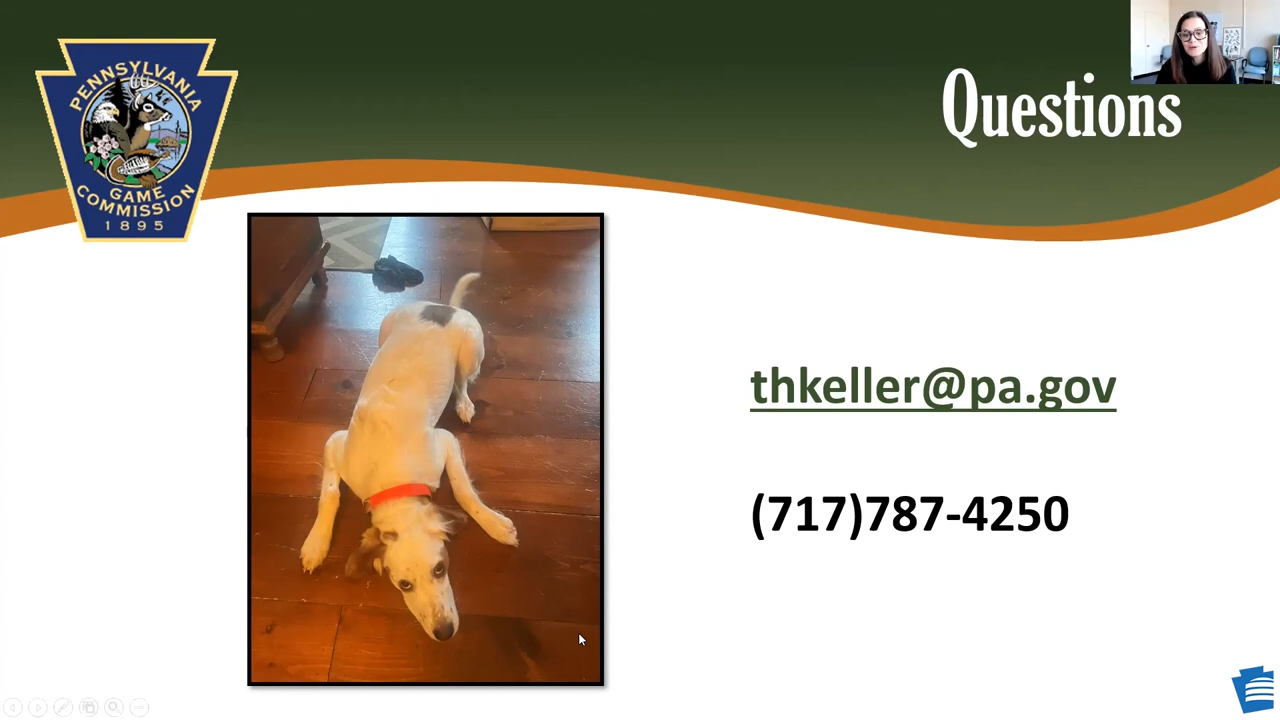 PENNSYLVANIA
GAME
COMMISSION
1895
Questions
thkeller@pa.gov
(717)787-4250